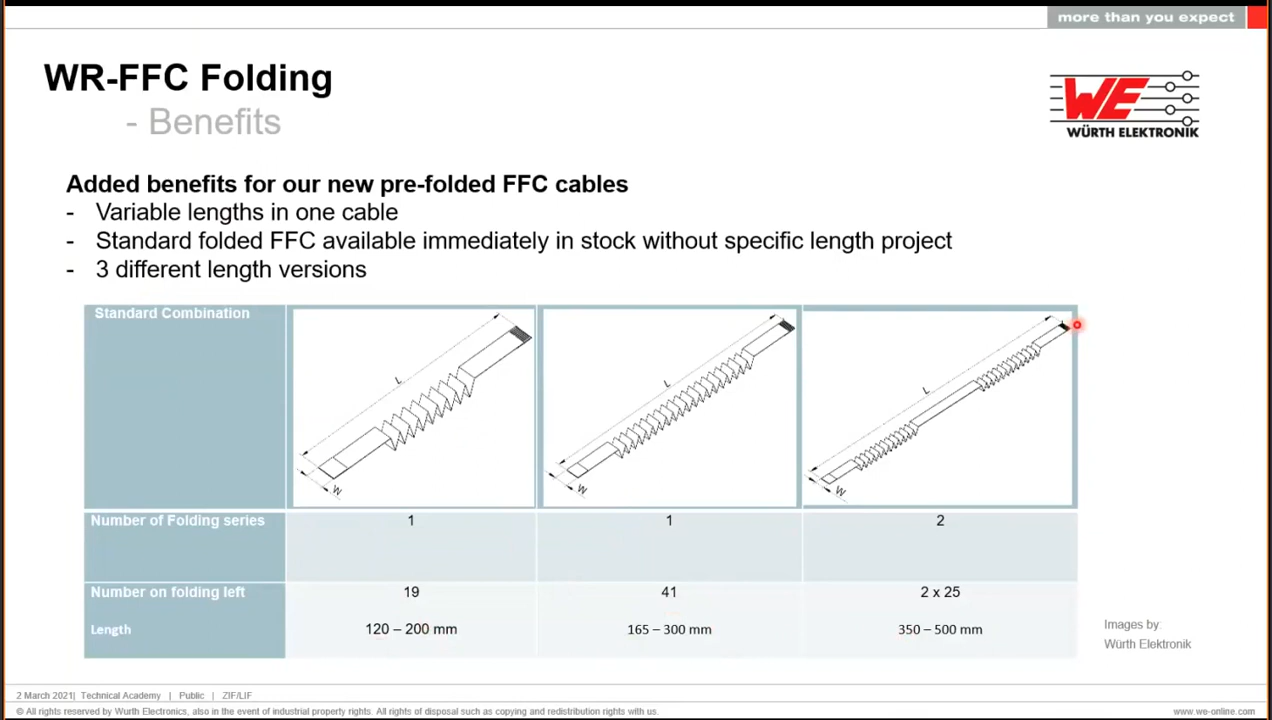 more than you expect
WR-FFC Folding
- Benefits
WE
WÜRTH ELEKTRONIK
Added benefits for our new pre-folded FFC cables
- Variable lengths in one cable
- Standard folded FFC available immediately in stock without specific length project
- 3 different length versions
Standard Combination
L W
L W
L W
Number of Folding series 1 1 2
Number on folding left 19 41 2 x 25
Length 120 – 200 mm 165 – 300 mm 350 – 500 mm
Images by:
Würth Elektronik
2 March 2021| Technical Academy | Public | ZIF/LIF
© All rights reserved by Wurth Electronics, also in the event of industrial property rights. All rights of disposal such as copying and redistribution rights with us.
www.we-online.com